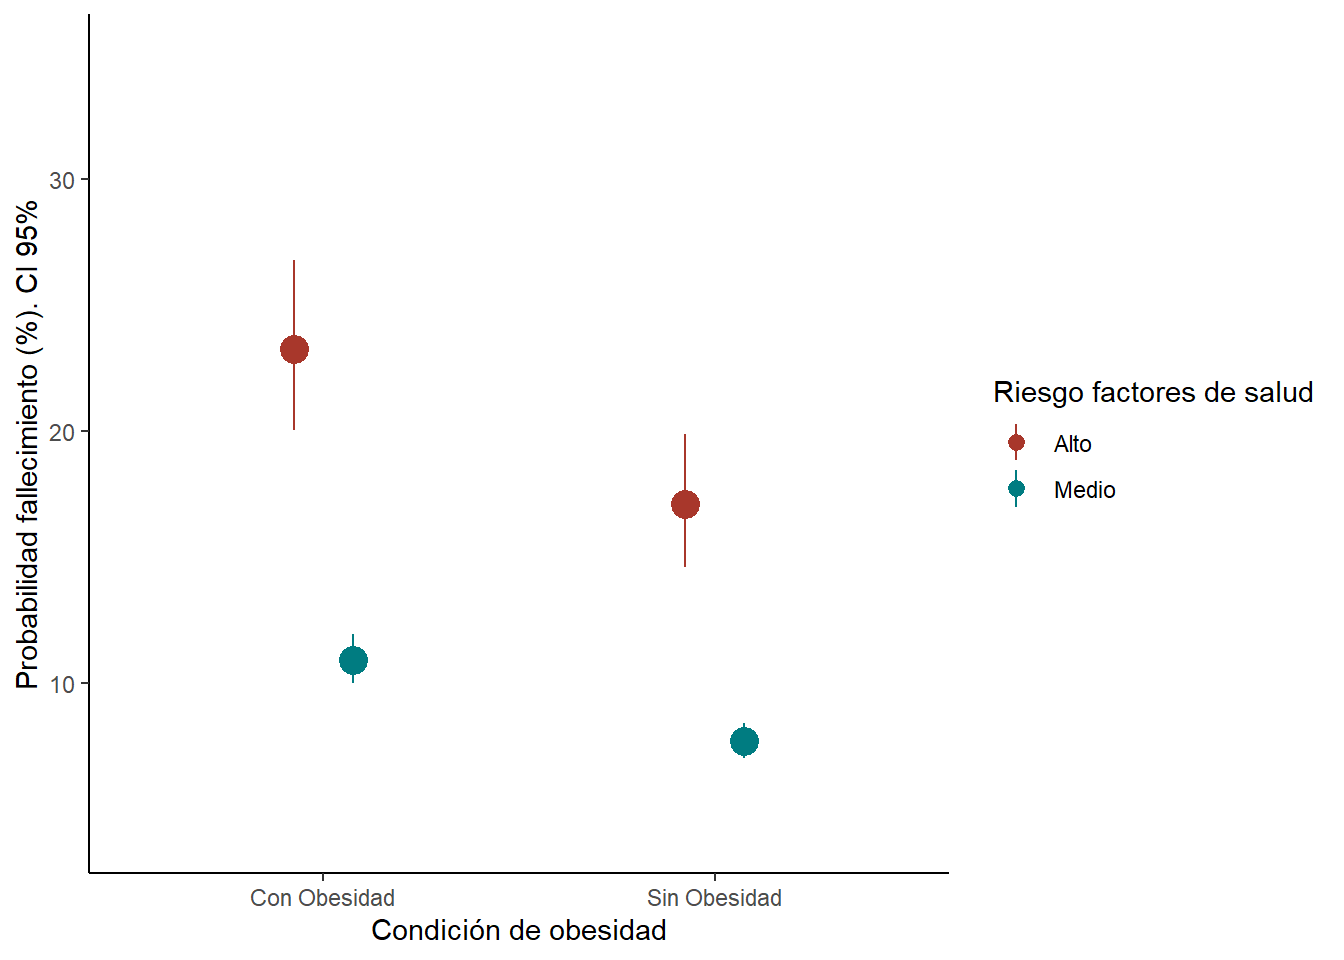 Probabilidad fallecimiento (%). CI 95%
30
20
10
Con Obesidad
Sin Obesidad
Condición de obesidad
Riesgo factores de salud
Alto
Medio